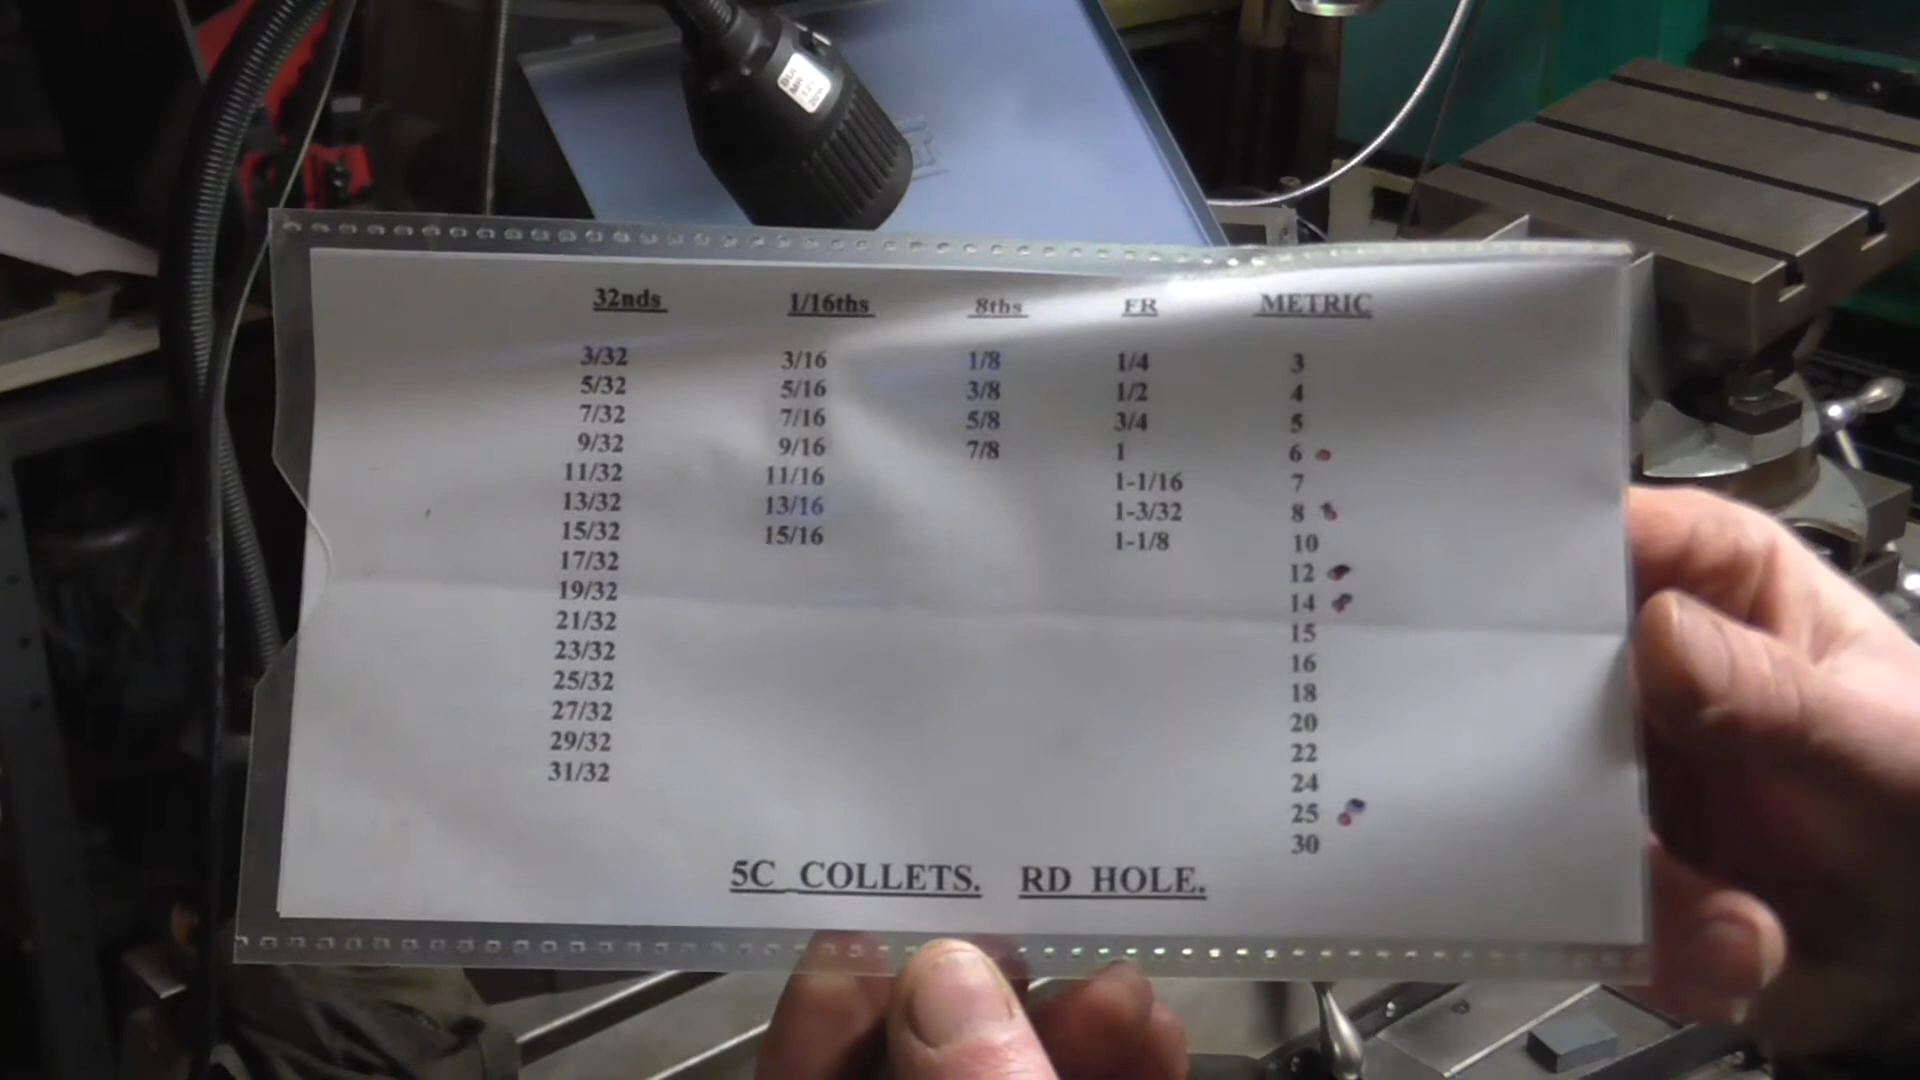 32nds 1/16ths 8ths FR METRIC
3/32 3/16 1/8 1/4 3
5/32 5/16 3/8 1/2 4
7/32 7/16 5/8 3/4 5
9/32 9/16 7/8 1 6
11/32 11/16 1-1/16 7
13/32 13/16 1-3/32 8
15/32 15/16 1-1/8 10
17/32 12
19/32 14
21/32 15
23/32 16
25/32 18
27/32 20
29/32 22
31/32 24
25
30
5C COLLETS. RD HOLE.